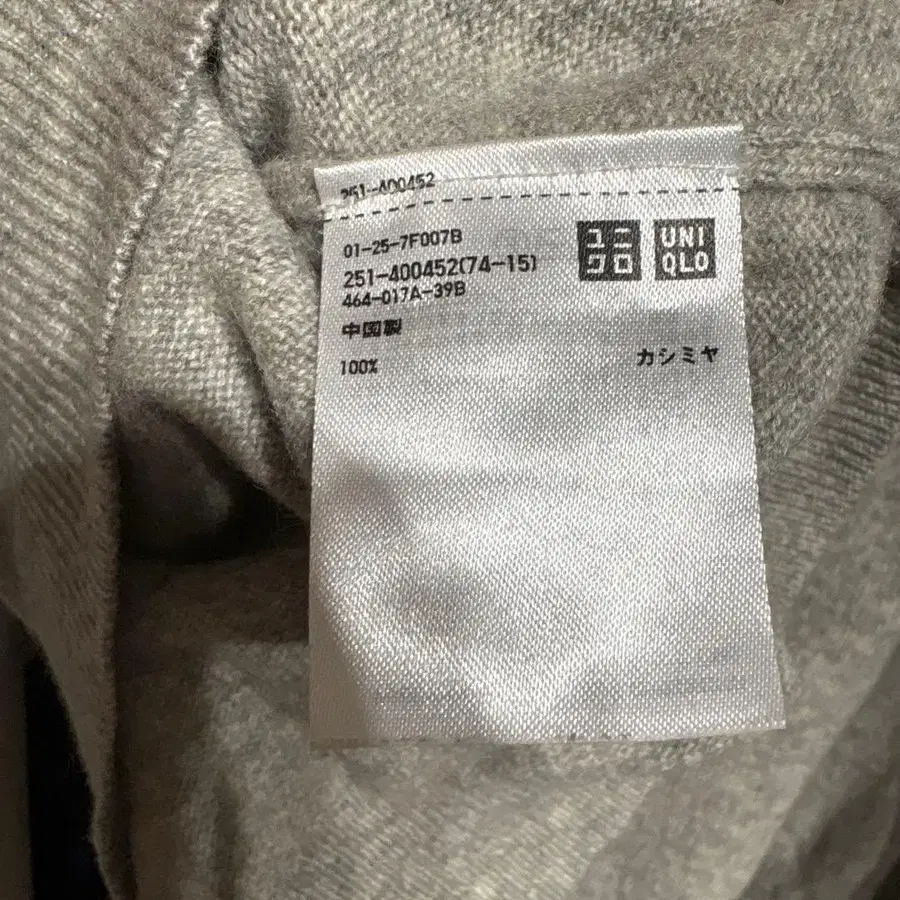 251-400452
01-25-7F007B
251-400452(74-15)
464-017A-39B
中国製
100% カシミヤ
ユニ
クロ
UNI
QLO